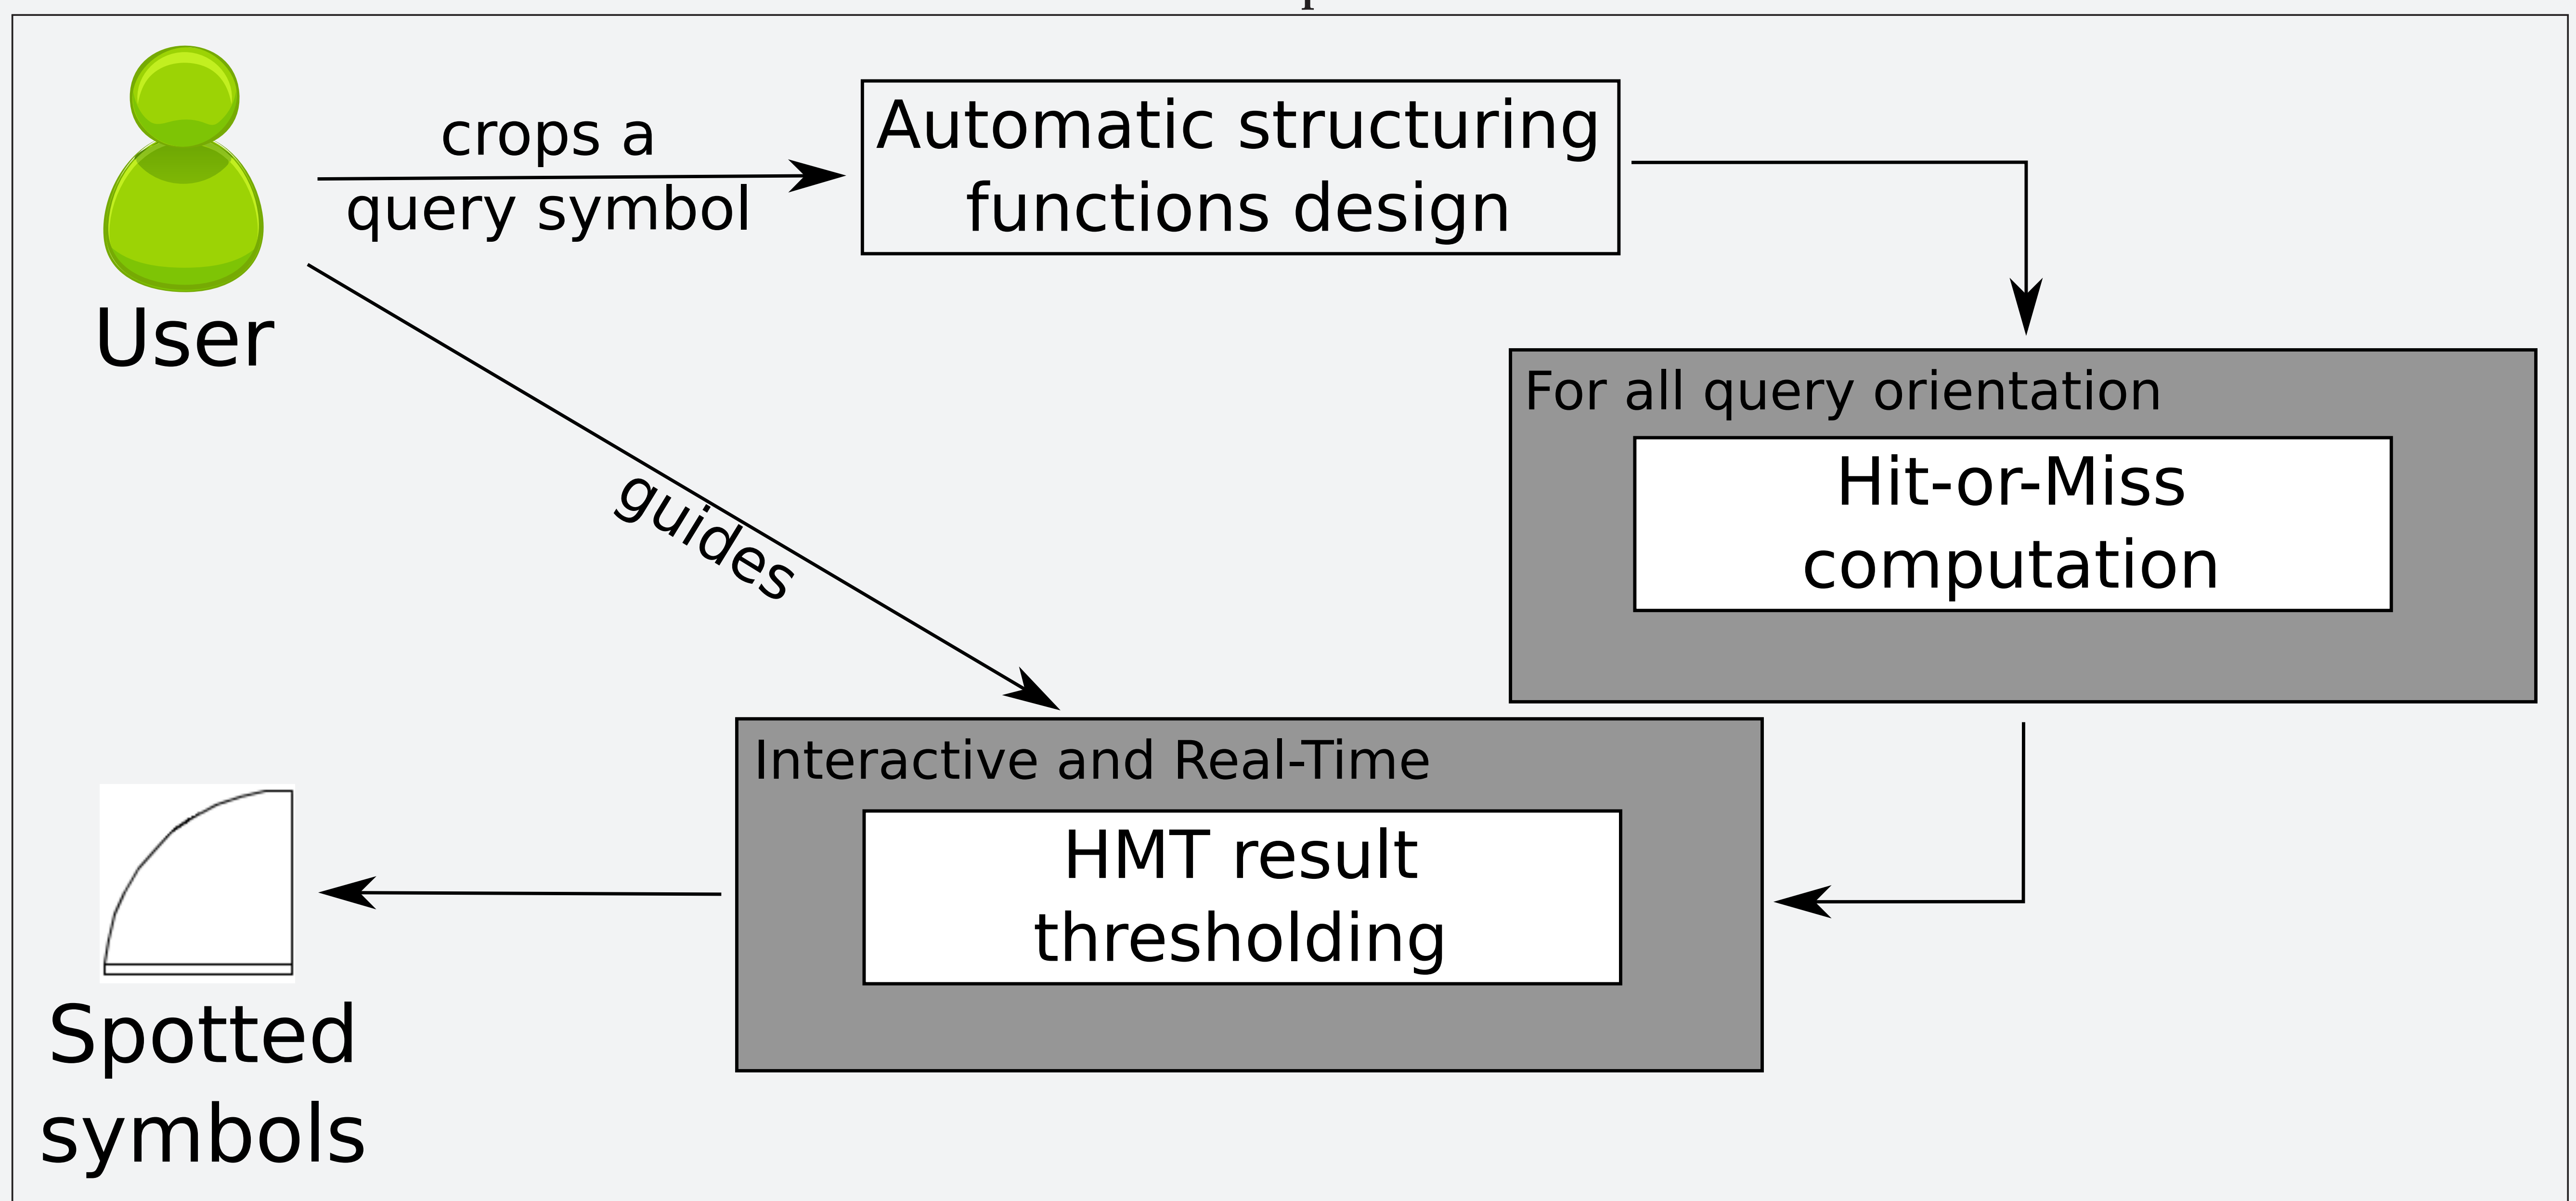 crops a
query symbol
Automatic structuring
functions design
User
For all query orientation
Hit-or-Miss
computation
guides
Interactive and Real-Time
HMT result
thresholding
Spotted
symbols